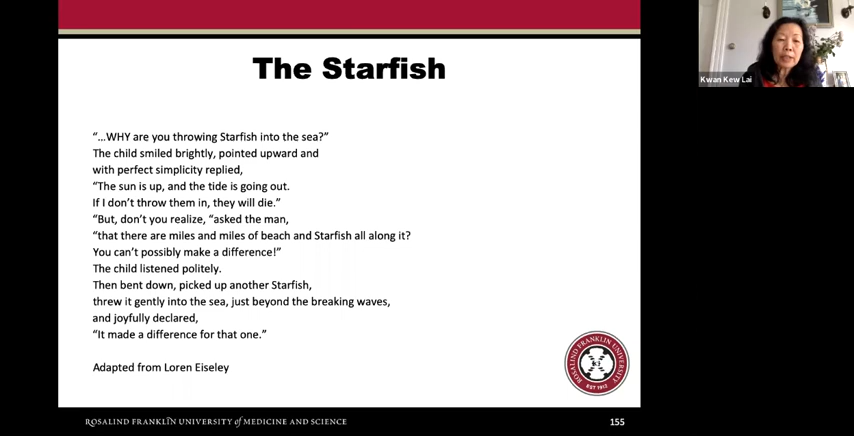 The Starfish
“...WHY are you throwing Starfish into the sea?”
The child smiled brightly, pointed upward and
with perfect simplicity replied,
“The sun is up, and the tide is going out.
If I don’t throw them in, they will die.”
“But, don’t you realize, “asked the man,
“that there are miles and miles of beach and Starfish all along it?
You can’t possibly make a difference!”
The child listened politely.
Then bent down, picked up another Starfish,
threw it gently into the sea, just beyond the breaking waves,
and joyfully declared,
“It made a difference for that one.”
Adapted from Loren Eiseley
ROSALIND FRANKLIN UNIVERSITY
EST 1912
ROSALIND FRANKLIN UNIVERSITY of MEDICINE AND SCIENCE
155
Kwan Kew Lai